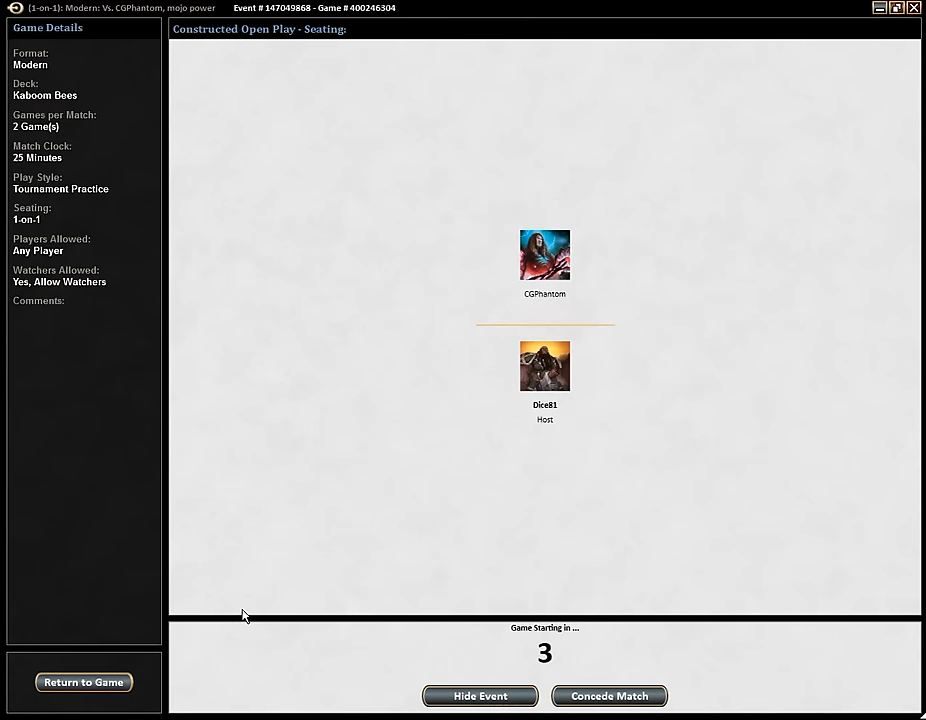 (1-on-1): Modern: Vs. CGPhantom, mojo power Event # 147049868 - Game # 400246304
Game Details
Format:
Modern
Deck:
Kaboom Bees
Games per Match:
2 Game(s)
Match Clock:
25 Minutes
Play Style:
Tournament Practice
Seating:
1-on-1
Players Allowed:
Any Player
Watchers Allowed:
Yes, Allow Watchers
Comments:
Return to Game
Constructed Open Play - Seating:
CGPhantom
Dice81
Host
Game Starting in ...
3
Hide Event Concede Match